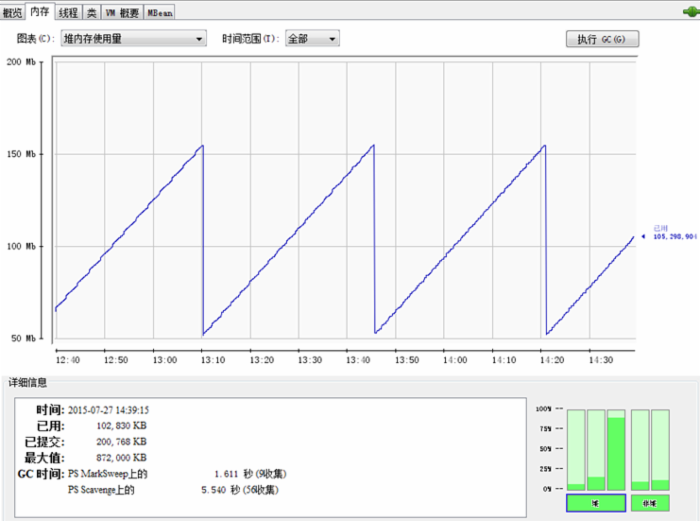 概览 内存 线程 类 VM 概要 MBean
图表(C): 堆内存使用量 时间范围(T): 全部 执行 GC(G)
200 Mb
150 Mb
100 Mb
50 Mb
已用
105,298,904
12:40 12:50 13:00 13:10 13:20 13:30 13:40 13:50 14:00 14:10 14:20 14:30
详细信息
时间: 2015-07-27 14:39:15
已用: 102,830 KB
已提交: 200,768 KB
最大值: 872,000 KB
GC 时间: PS MarkSweep上的 1.611 秒 (9收集)
PS Scavenge上的 5.540 秒 (56收集)
100% --
75% --
50% --
25% --
0% --
堆 非堆